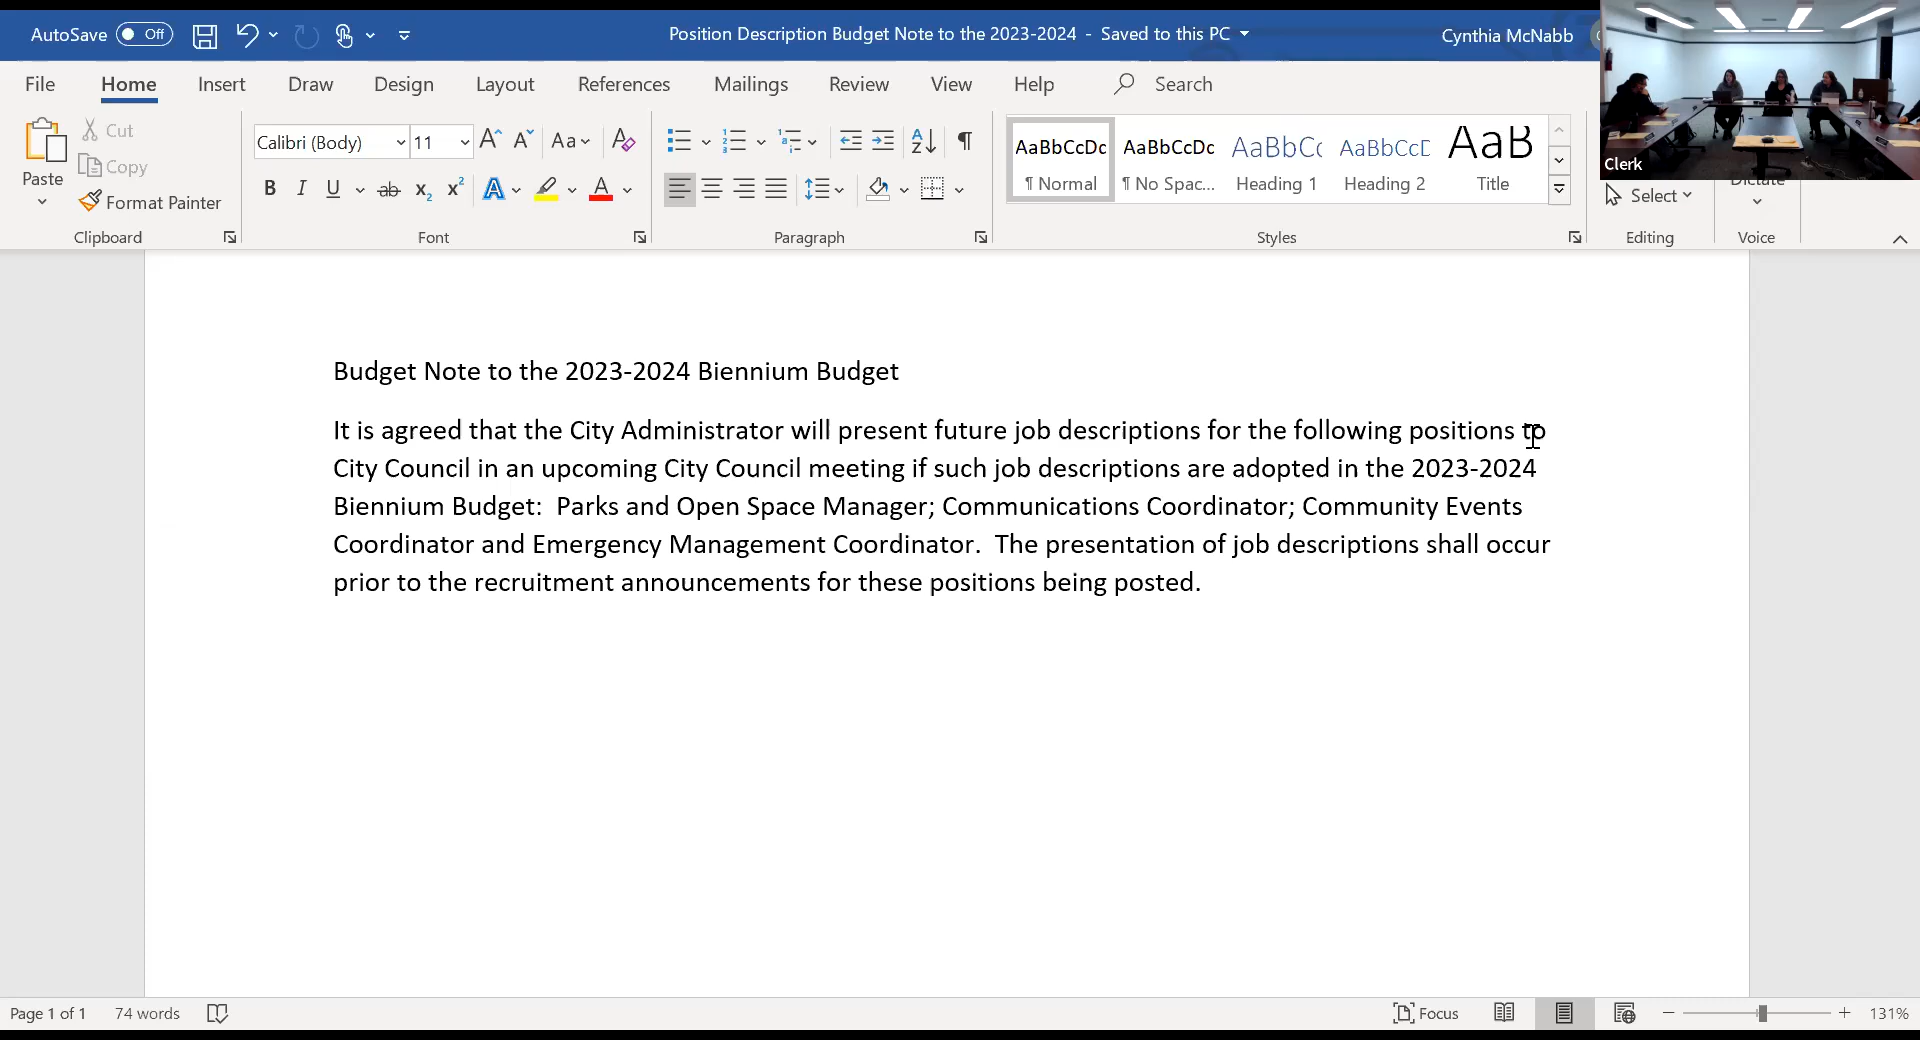 AutoSave Off
Position Description Budget Note to the 2023-2024 - Saved to this PC
Cynthia McNabb
File Home Insert Draw Design Layout References Mailings Review View Help Search
Paste
Cut
Copy
Format Painter
Clipboard
Calibri (Body) 11
Font
Paragraph
AaBbCcDc AaBbCcDc AaBbCc AaBbCcD AaB
¶ Normal ¶ No Spac... Heading 1 Heading 2 Title
Styles
Clerk
Select
Editing
Dictate
Voice
Budget Note to the 2023-2024 Biennium Budget
It is agreed that the City Administrator will present future job descriptions for the following positions to
City Council in an upcoming City Council meeting if such job descriptions are adopted in the 2023-2024
Biennium Budget:  Parks and Open Space Manager; Communications Coordinator; Community Events
Coordinator and Emergency Management Coordinator.  The presentation of job descriptions shall occur
prior to the recruitment announcements for these positions being posted.
Page 1 of 1 74 words
Focus
131%